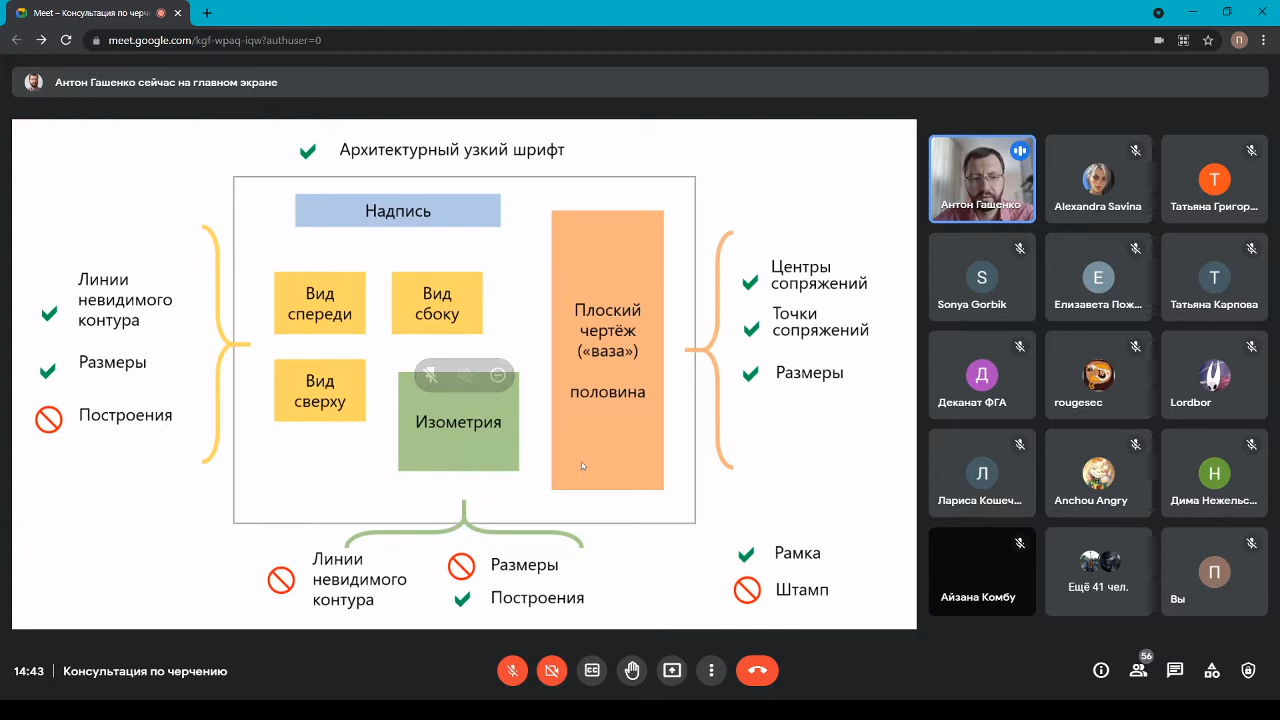 Meet – Консультация по черч
meet.google.com/kgf-wpaq-iqw?authuser=0
П
Антон Гашенко сейчас на главном экране
Архитектурный узкий шрифт
Надпись
Линии
невидимого
контура
Размеры
Построения
Вид
спереди
Вид
сбоку
Вид
сверху
Изометрия
Плоский
чертёж
(«ваза»)
половина
Центры
сопряжений
Точки
сопряжений
Размеры
Линии
невидимого
контура
Размеры
Построения
Рамка
Штамп
Антон Гашенко
Alexandra Savina
Т
Татьяна Григор...
S
Sonya Gorbik
Е
Елизавета Пож...
Т
Татьяна Карпова
Д
Деканат ФГА
rougesec
Lordbor
Л
Лариса Кошеч...
Anchou Angry
Н
Дима Нежельс...
Айзана Комбу
Ещё 41 чел.
П
Вы
14:43 | Консультация по черчению
CC
56